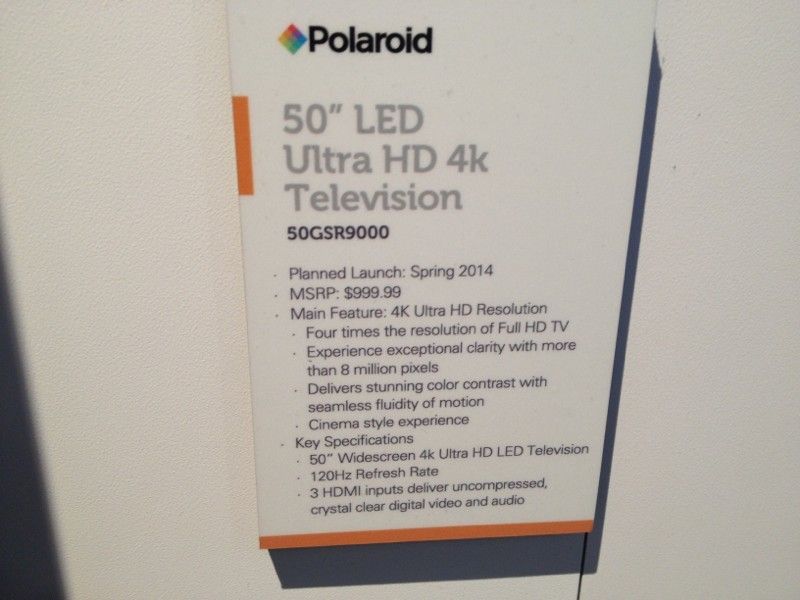 Polaroid
50” LED
Ultra HD 4k
Television
50GSR9000
· Planned Launch: Spring 2014
· MSRP: $999.99
· Main Feature: 4K Ultra HD Resolution
· Four times the resolution of Full HD TV
· Experience exceptional clarity with more
than 8 million pixels
· Delivers stunning color contrast with
seamless fluidity of motion
· Cinema style experience
· Key Specifications
· 50” Widescreen 4k Ultra HD LED Television
· 120Hz Refresh Rate
· 3 HDMI inputs deliver uncompressed,
crystal clear digital video and audio